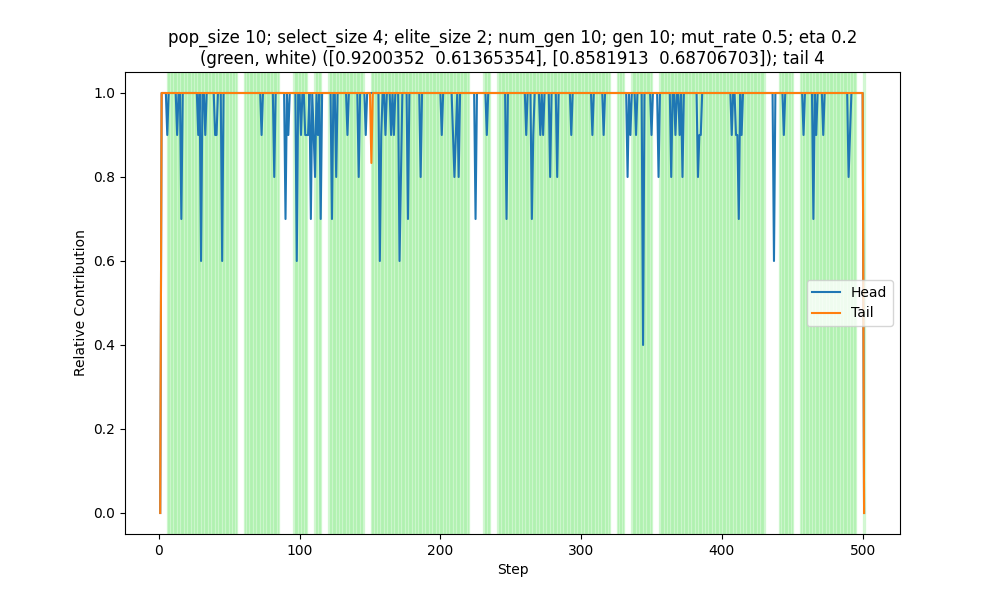 pop_size 10; select_size 4; elite_size 2; num_gen 10; gen 10; mut_rate 0.5; eta 0.2
(green, white) ([0.9200352  0.61365354], [0.8581913  0.68706703]); tail 4
1.0
0.8
0.6
0.4
0.2
0.0
Relative Contribution
Head
Tail
0
100
200
300
400
500
Step